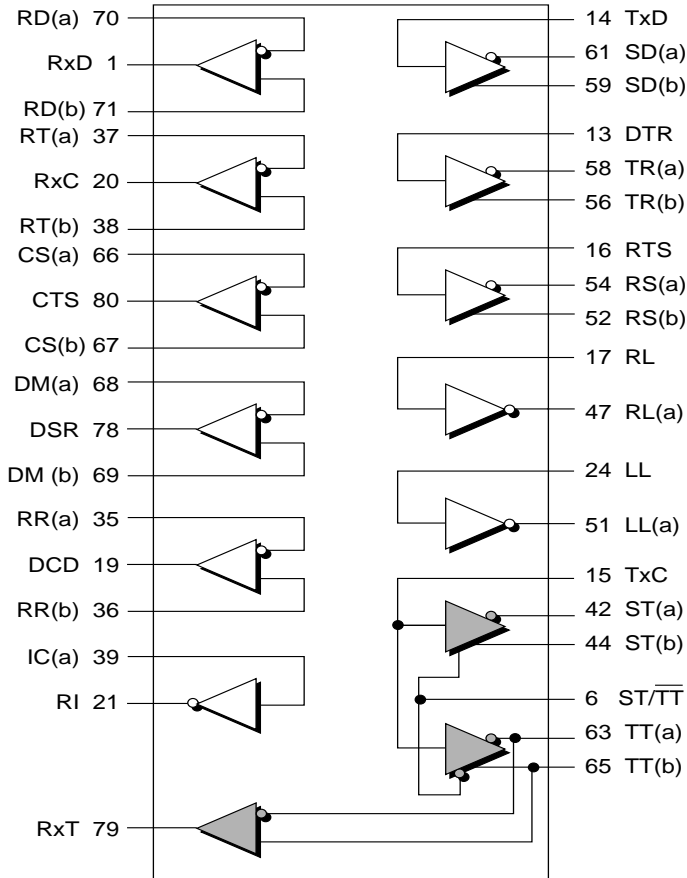 RD(a) 70
RxD 1
RD(b) 71
RT(a) 37
RxC 20
RT(b) 38
CS(a) 66
CTS 80
CS(b) 67
DM(a) 68
DSR 78
DM (b) 69
RR(a) 35
DCD 19
RR(b) 36
IC(a) 39
RI 21
RxT 79
14 TxD
61 SD(a)
59 SD(b)
13 DTR
58 TR(a)
56 TR(b)
16 RTS
54 RS(a)
52 RS(b)
17 RL
47 RL(a)
24 LL
51 LL(a)
15 TxC
42 ST(a)
44 ST(b)
6 ST/T̅T̅
63 TT(a)
65 TT(b)